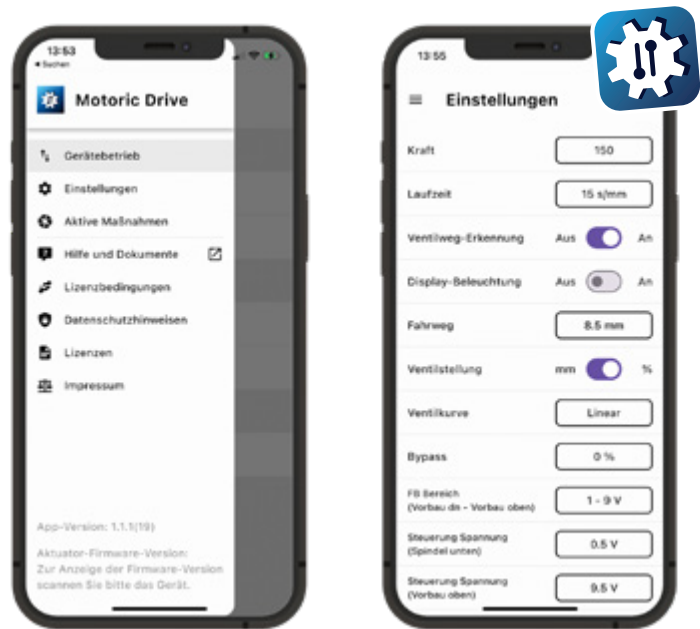 13:53
Suchen
Motoric Drive
Gerätebetrieb
Einstellungen
Aktive Maßnahmen
Hilfe und Dokumente
Lizenzbedingungen
Datenschutzhinweisen
Lizenzen
Impressum
App-Version: 1.1.1(19)
Aktuator-Firmware-Version:
Zur Anzeige der Firmware-Version
scannen Sie bitte das Gerät.
13:55
Einstellungen
Kraft 150
Laufzeit 15 s/mm
Ventilweg-Erkennung Aus An
Display-Beleuchtung Aus An
Fahrweg 8.5 mm
Ventilstellung mm %
Ventilkurve Linear
Bypass 0 %
FB Bereich
(Vorbau dn - Vorbau oben) 1 - 9 V
Steuerung Spannung
(Spindel unten) 0.5 V
Steuerung Spannung
(Vorbau oben) 9.5 V